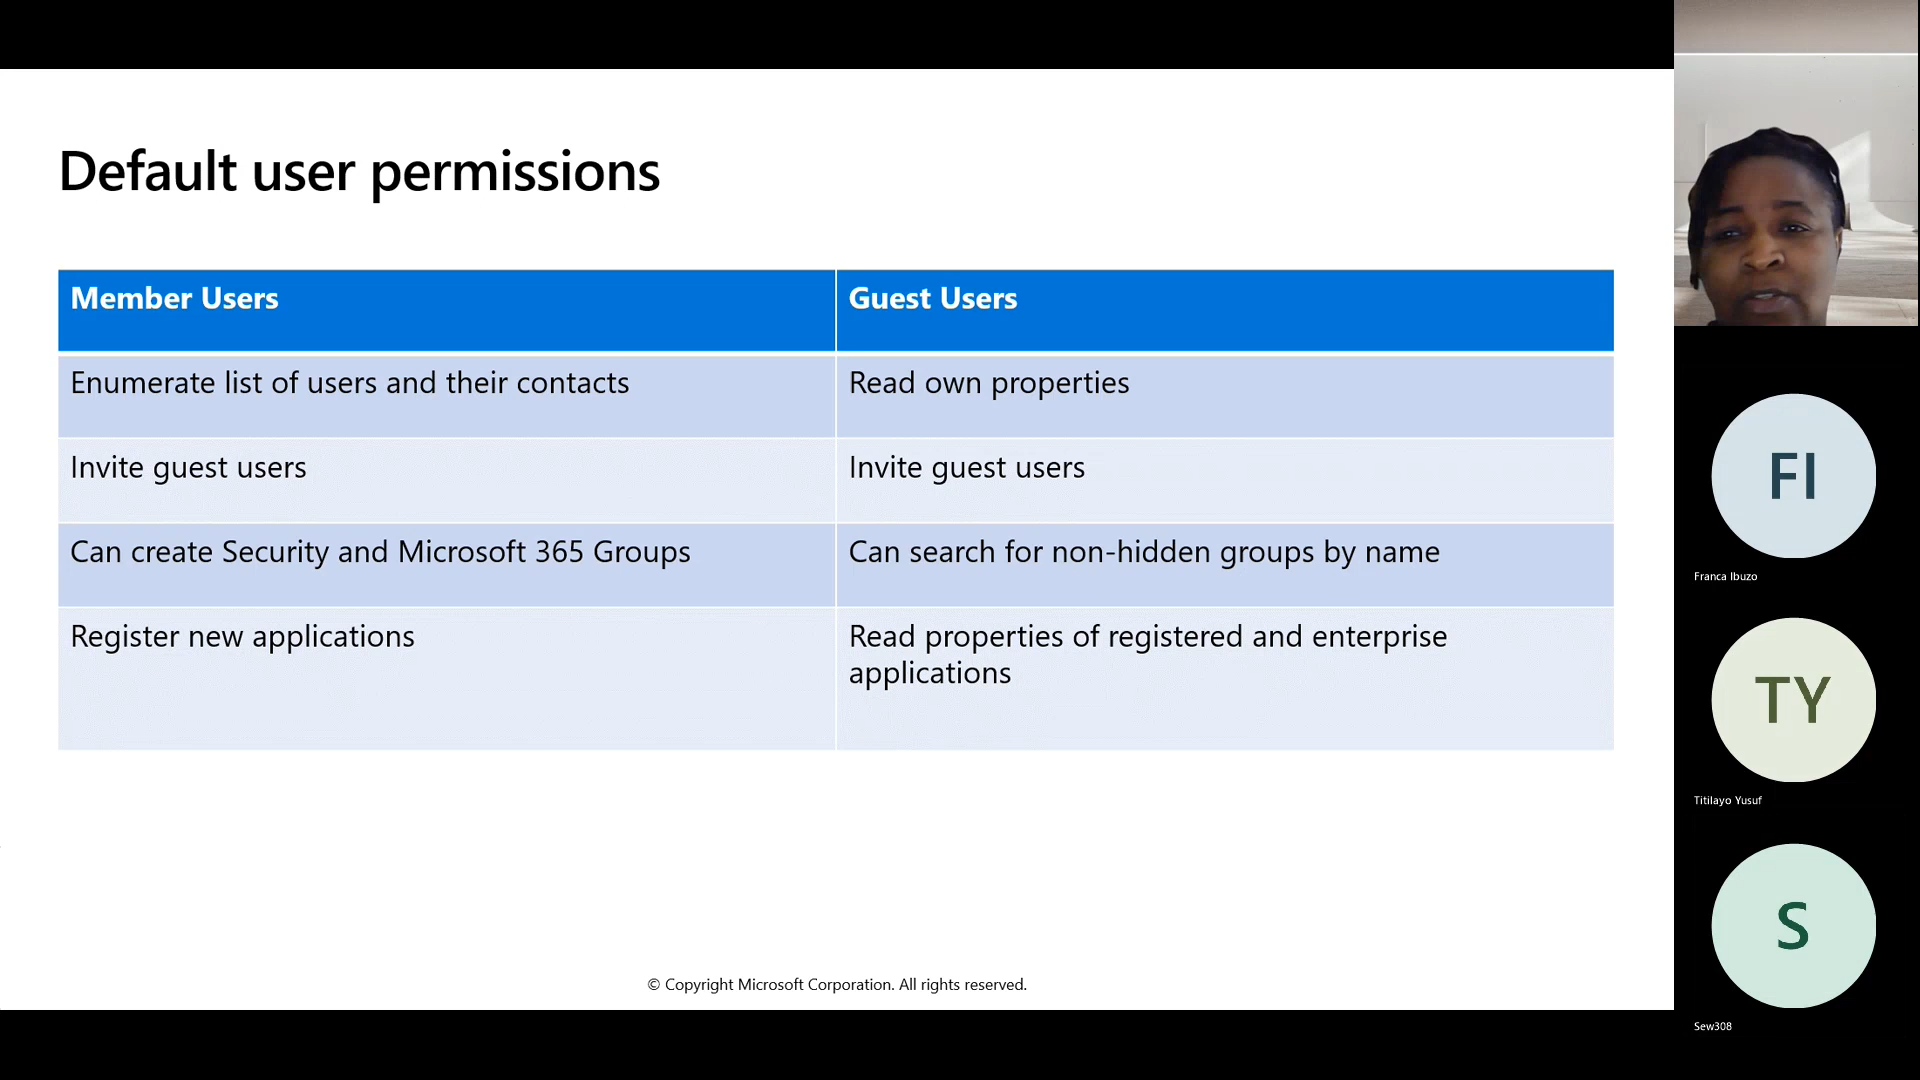 Default user permissions
Member Users
Guest Users
Enumerate list of users and their contacts
Read own properties
Invite guest users
Invite guest users
Can create Security and Microsoft 365 Groups
Can search for non-hidden groups by name
Register new applications
Read properties of registered and enterprise
applications
© Copyright Microsoft Corporation. All rights reserved.
FI
Franca Ibuzo
TY
Titilayo Yusuf
S
Sew308